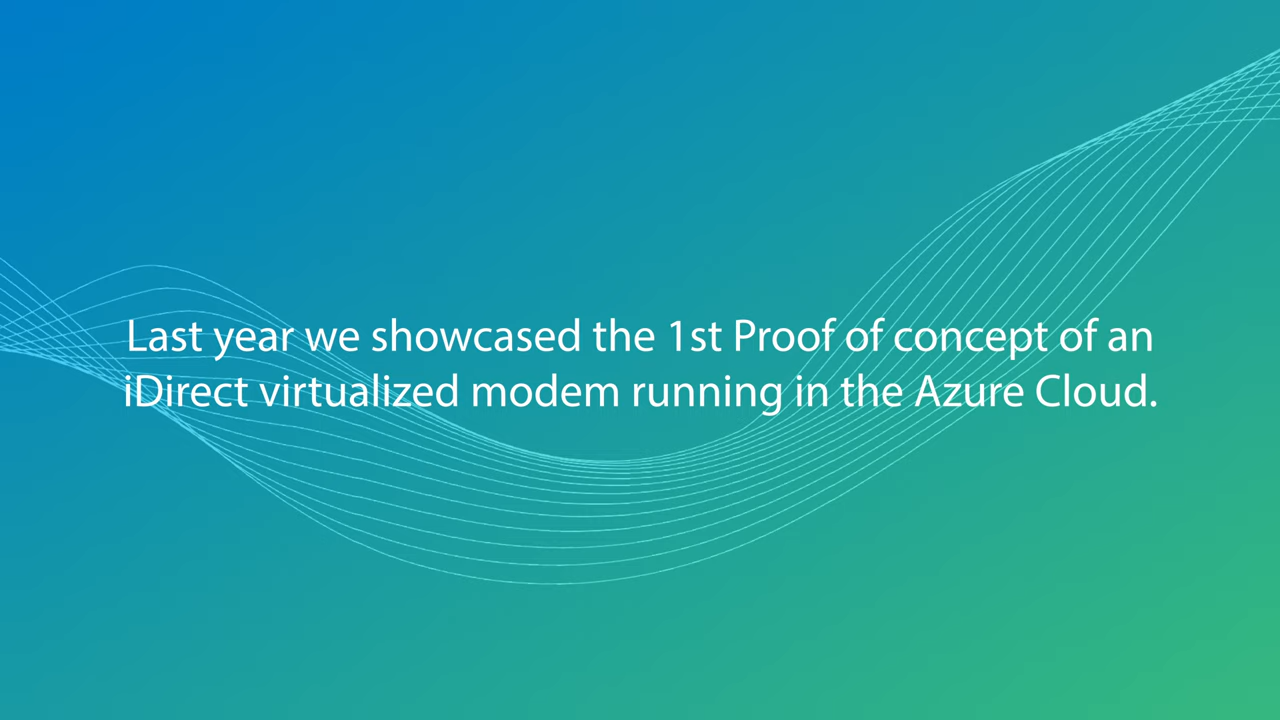 Last year we showcased the 1st Proof of concept of an
iDirect virtualized modem running in the Azure Cloud.